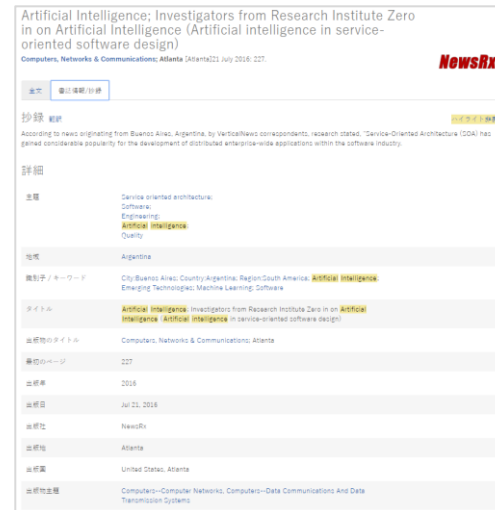 Artificial Intelligence; Investigators from Research Institute Zero
in on Artificial Intelligence (Artificial intelligence in service-
oriented software design)
Computers, Networks & Communications; Atlanta [Atlanta]21 July 2016: 227.
NewsRx
全文 書誌情報/抄録
抄録 翻訳
ハイライト
According to news originating from Buenos Aires, Argentina, by VerticalNews correspondents, research stated, "Service-Oriented Architecture (SOA) has
gained considerable popularity for the development of distributed enterprise-wide applications within the software industry.
詳細
主題 Service oriented architecture;
Software;
Engineering;
Artificial intelligence;
Quality
地域 Argentina
識別子 / キーワード City:Buenos Aires, Country:Argentina; Region:South America, Artificial Intelligence,
Emerging Technologies; Machine Learning; Software
タイトル Artificial Intelligence; Investigators from Research Institute Zero in on Artificial
Intelligence (Artificial intelligence in service-oriented software design)
出版物のタイトル Computers, Networks & Communications; Atlanta
最初のページ 227
出版年 2016
出版日 Jul 21, 2016
出版社 NewsRx
出版地 Atlanta
出版国 United States, Atlanta
出版物主題 Computers--Computer Networks, Computers--Data Communications And Data
Transmission Systems